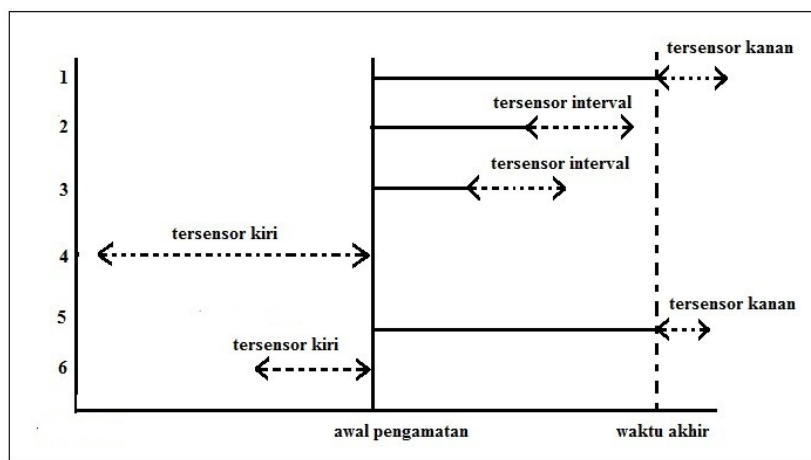 tersensor kanan
1
tersensor interval
2
tersensor interval
3
tersensor kiri
4
tersensor kanan
5
tersensor kiri
6
awal pengamatan waktu akhir